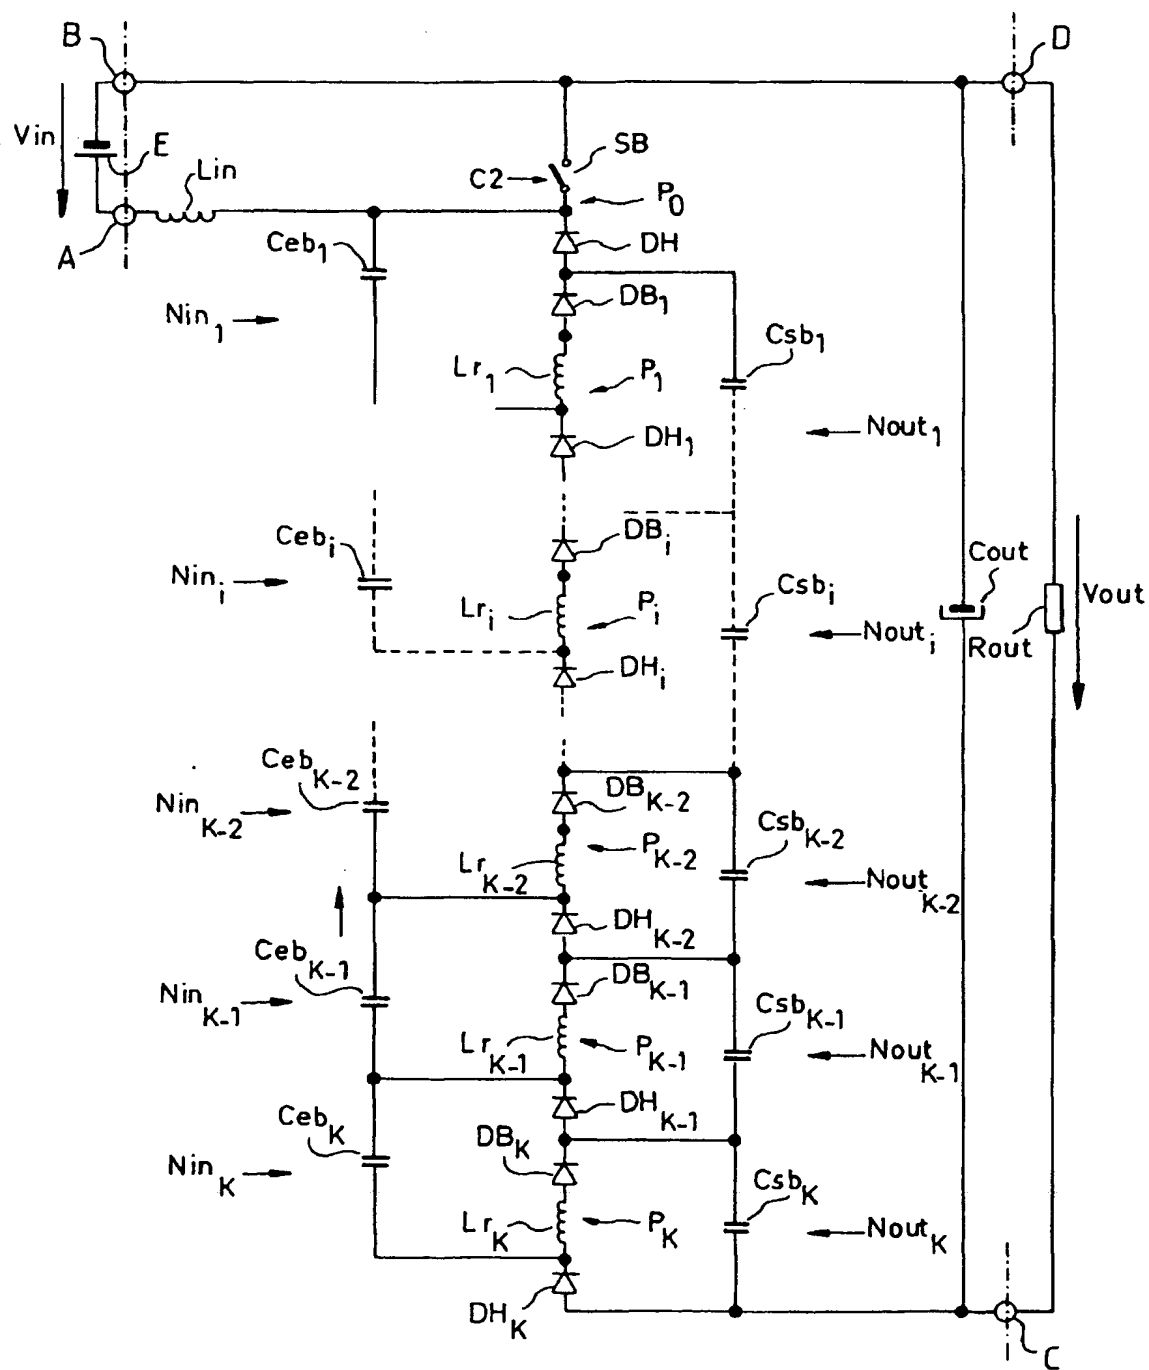 B
D
Vin
E
SB
Lin
C2
P0
A
Ceb1
DH
DB1
Nin1
Csb1
Lr1
P1
Nout1
DH1
Cebi
DBi
Cout
Nini
Csbi
Vout
Lri
Pi
Nouti
Rout
DHi
CebK-2
DBK-2
NinK-2
CsbK-2
PK-2
LrK-2
NoutK-2
DHK-2
CebK-1
DBK-1
NinK-1
CsbK-1
LrK-1
PK-1
NoutK-1
DHK-1
CebK
DBK
NinK
CsbK
LrK
PK
NoutK
DHK
C